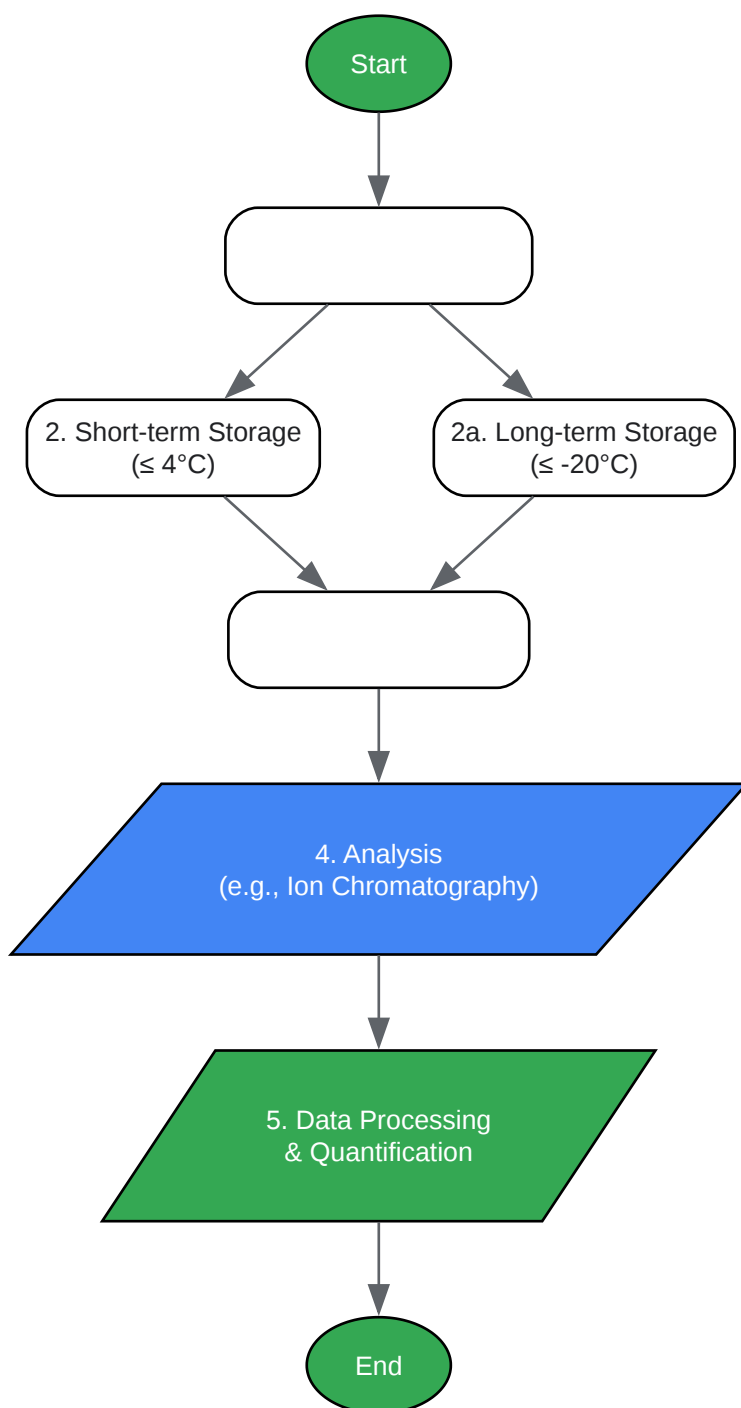 Start
2. Short-term Storage
(≤ 4°C)
2a. Long-term Storage
(≤ -20°C)
4. Analysis
(e.g., Ion Chromatography)
5. Data Processing
& Quantification
End